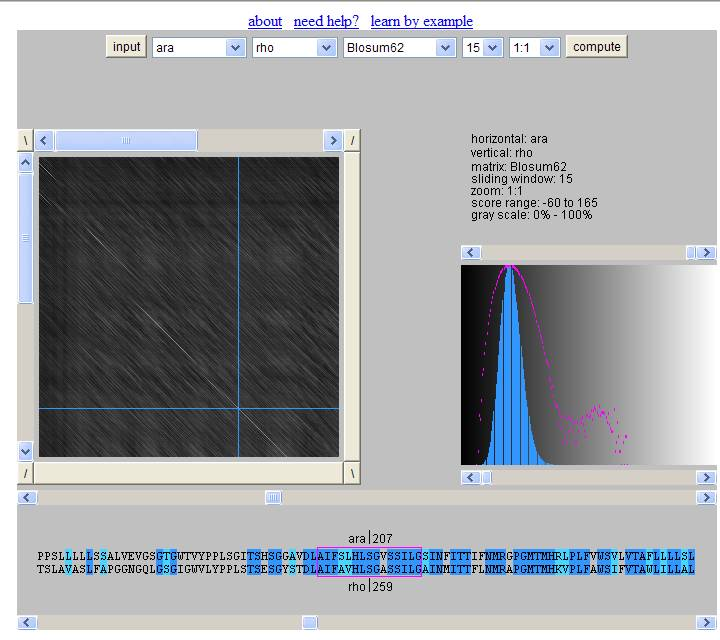 about need help? learn by example
input ara rho Blosum62 15 1:1 compute
\ /
horizontal: ara
vertical: rho
matrix: Blosum62
sliding window: 15
zoom: 1:1
score range: -60 to 165
gray scale: 0% - 100%
/ \
ara|207
PPSLLLLLSSALVEVGSGTGWTVYPPLSGITSHSGGAVDLAIFSLHLSGVSSILGSINFITTIFNMRGPGMTMHRLPLFVWSVLVTAFLLLLSL
TSLAVASLFAPGGNGQLGSGIGWVLYPPLSTSESGYSTDLAIFAVHLSGASSILGAINMITTFLNMRAPGMTMHKVPLFAWSIFVTAWLILLAL
rho|259